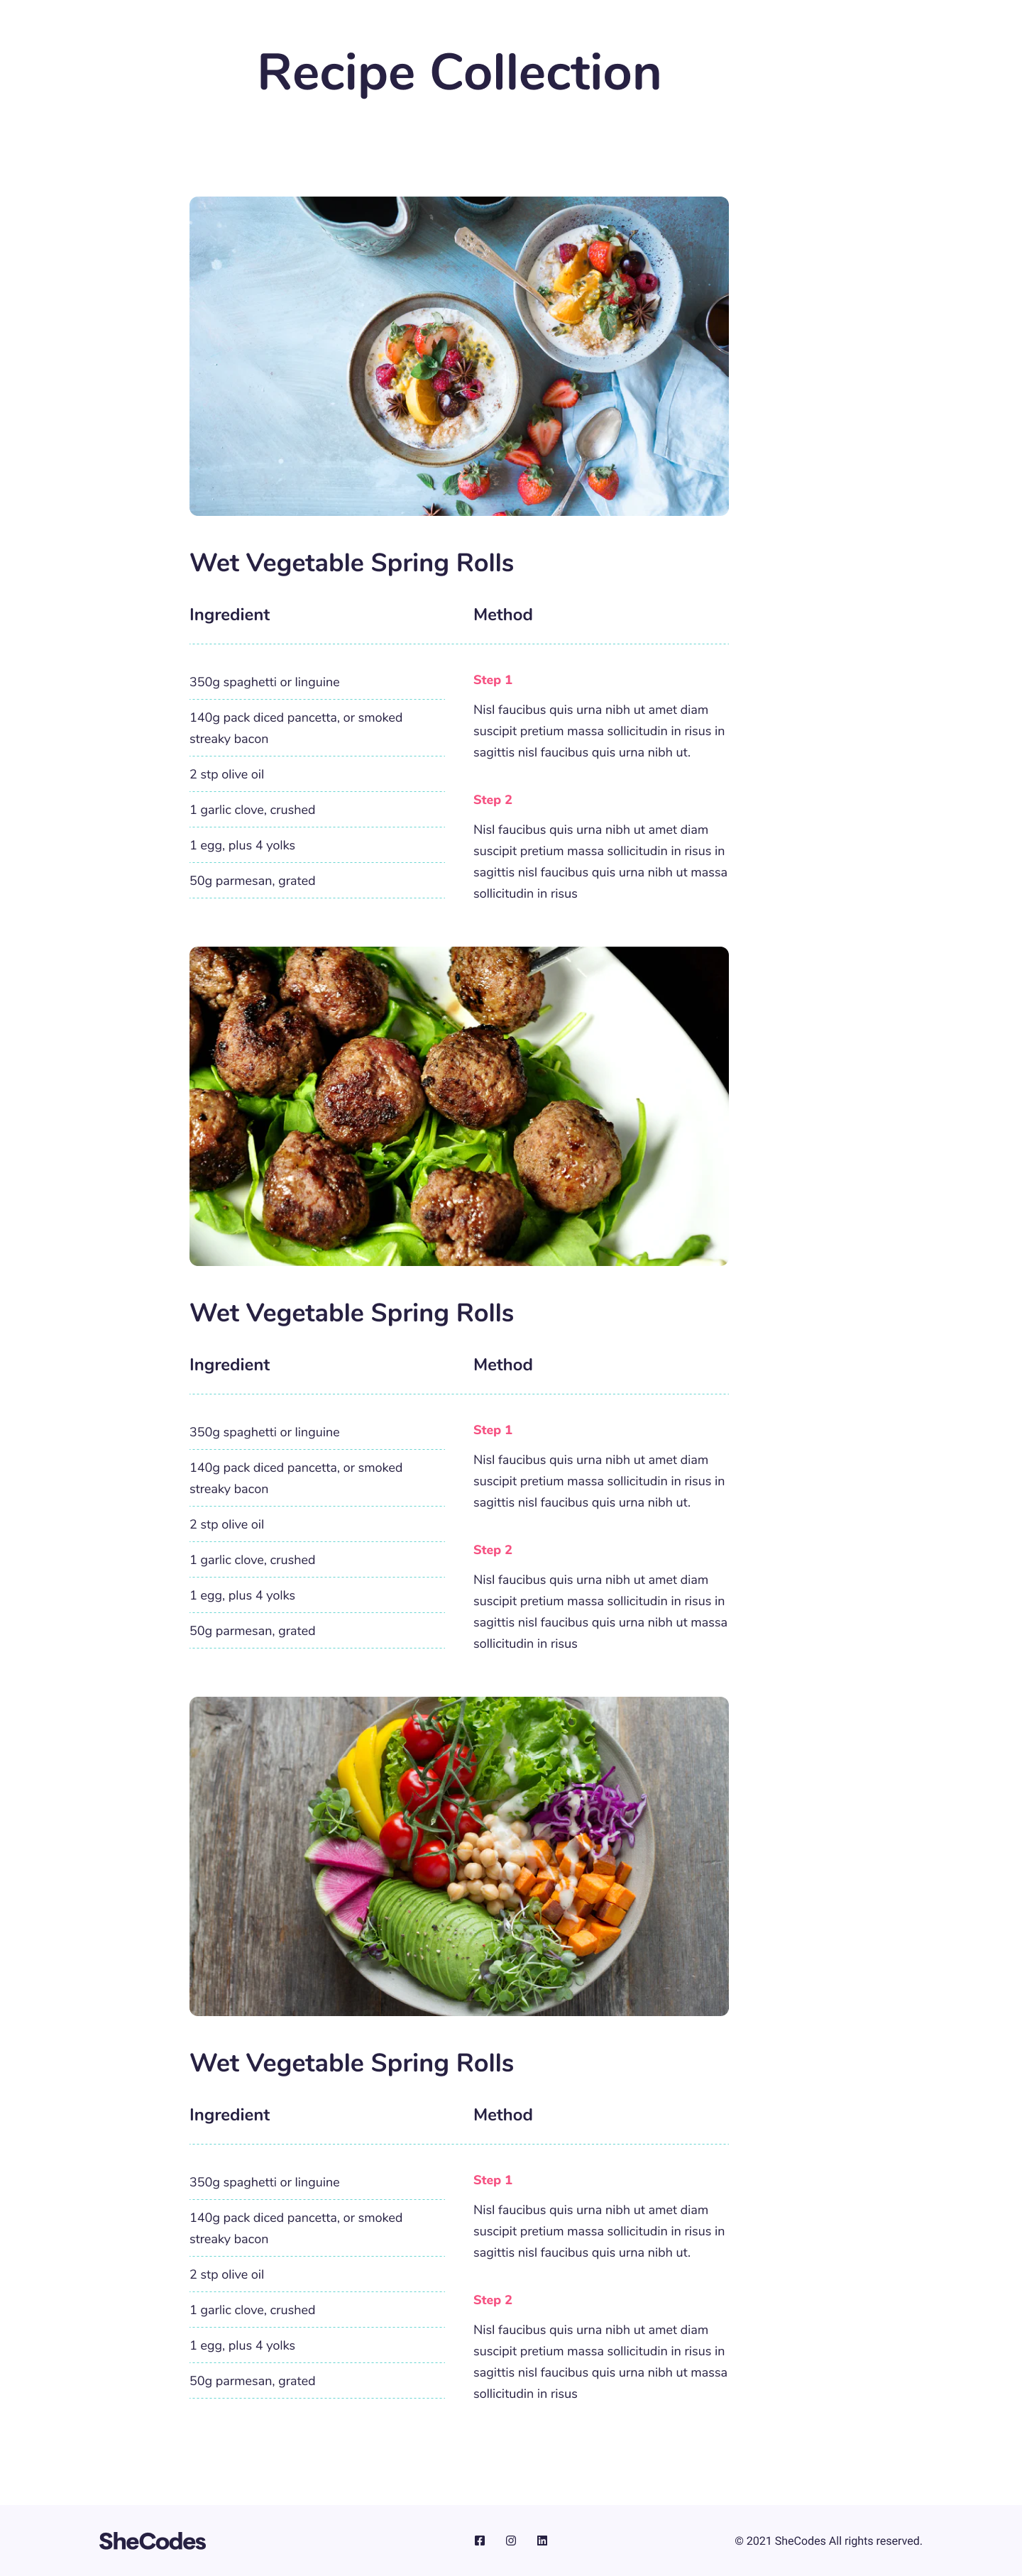 Recipe Collection
Wet Vegetable Spring Rolls
Ingredient
350g spaghetti or linguine
140g pack diced pancetta, or smoked
streaky bacon
2 stp olive oil
1 garlic clove, crushed
1 egg, plus 4 yolks
50g parmesan, grated
Method
Step 1
Nisl faucibus quis urna nibh ut amet diam
suscipit pretium massa sollicitudin in risus in
sagittis nisl faucibus quis urna nibh ut.
Step 2
Nisl faucibus quis urna nibh ut amet diam
suscipit pretium massa sollicitudin in risus in
sagittis nisl faucibus quis urna nibh ut massa
sollicitudin in risus
Wet Vegetable Spring Rolls
Ingredient
350g spaghetti or linguine
140g pack diced pancetta, or smoked
streaky bacon
2 stp olive oil
1 garlic clove, crushed
1 egg, plus 4 yolks
50g parmesan, grated
Method
Step 1
Nisl faucibus quis urna nibh ut amet diam
suscipit pretium massa sollicitudin in risus in
sagittis nisl faucibus quis urna nibh ut.
Step 2
Nisl faucibus quis urna nibh ut amet diam
suscipit pretium massa sollicitudin in risus in
sagittis nisl faucibus quis urna nibh ut massa
sollicitudin in risus
Wet Vegetable Spring Rolls
Ingredient
350g spaghetti or linguine
140g pack diced pancetta, or smoked
streaky bacon
2 stp olive oil
1 garlic clove, crushed
1 egg, plus 4 yolks
50g parmesan, grated
Method
Step 1
Nisl faucibus quis urna nibh ut amet diam
suscipit pretium massa sollicitudin in risus in
sagittis nisl faucibus quis urna nibh ut.
Step 2
Nisl faucibus quis urna nibh ut amet diam
suscipit pretium massa sollicitudin in risus in
sagittis nisl faucibus quis urna nibh ut massa
sollicitudin in risus
SheCodes
© 2021 SheCodes All rights reserved.